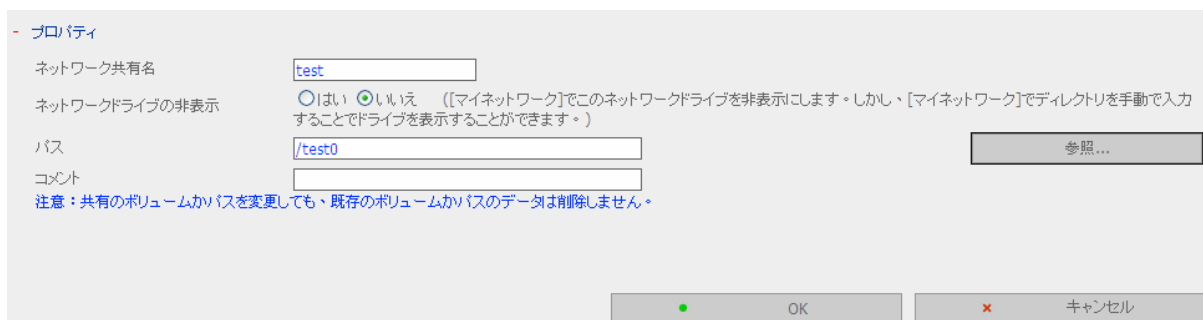 - プロパティ
ネットワーク共有名 test
ネットワークドライブの非表示 はい いいえ ([マイネットワーク]でこのネットワークドライブを非表示にします。しかし、[マイネットワーク]でディレクトリを手動で入力
することでドライブを表示することができます。)
パス /test0 参照...
コメント
注意：共有のボリュームかパスを変更しても、既存のボリュームかパスのデータは削除しません。
OK キャンセル